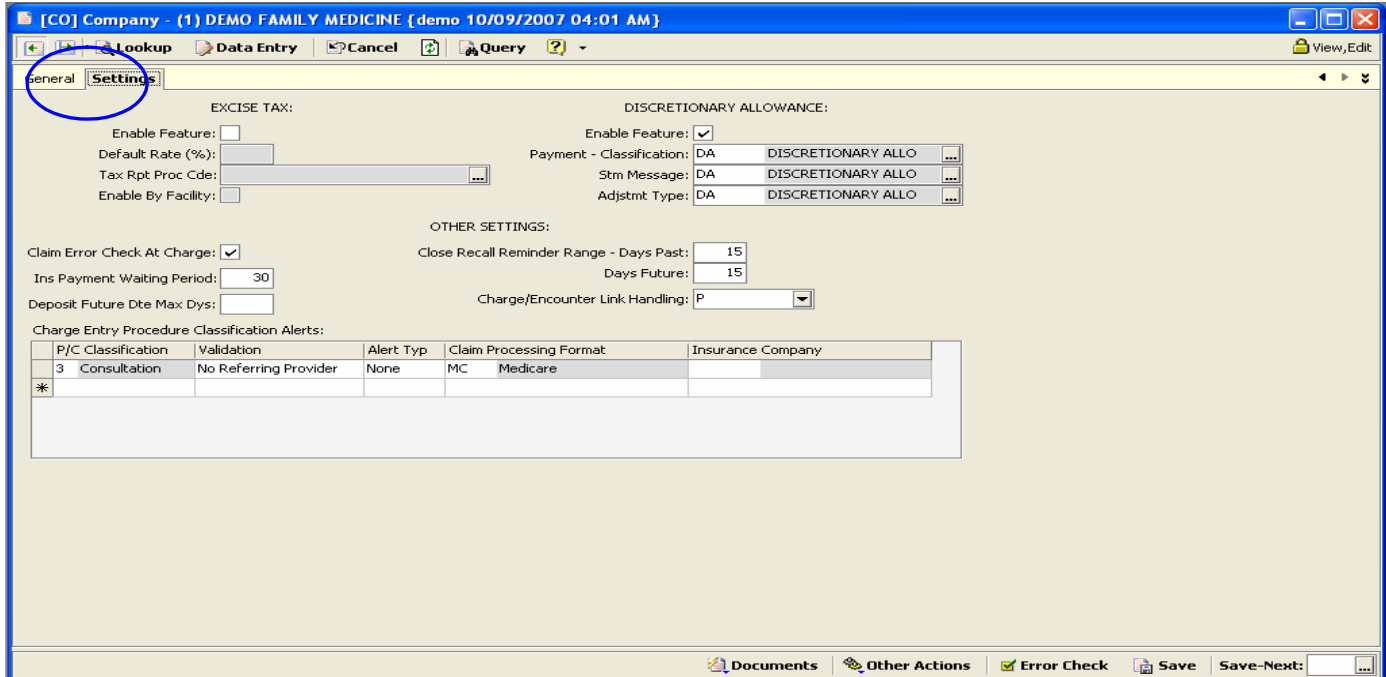 [CO] Company - (1) DEMO FAMILY MEDICINE {demo 10/09/2007 04:01 AM}
Lookup Data Entry Cancel Query View,Edit
General Settings
EXCISE TAX: DISCRETIONARY ALLOWANCE:
Enable Feature: Enable Feature:
Default Rate (%): Payment - Classification: DA DISCRETIONARY ALLO ...
Tax Rpt Proc Cde: ... Stm Message: DA DISCRETIONARY ALLO ...
Enable By Facility: Adjstmt Type: DA DISCRETIONARY ALLO ...
OTHER SETTINGS:
Claim Error Check At Charge: Close Recall Reminder Range - Days Past: 15
Ins Payment Waiting Period: 30 Days Future: 15
Deposit Future Dte Max Dys: Charge/Encounter Link Handling: P
Charge Entry Procedure Classification Alerts:
P/C Classification Validation Alert Typ Claim Processing Format Insurance Company
3 Consultation No Referring Provider None MC Medicare
Documents Other Actions Error Check Save Save-Next: ...